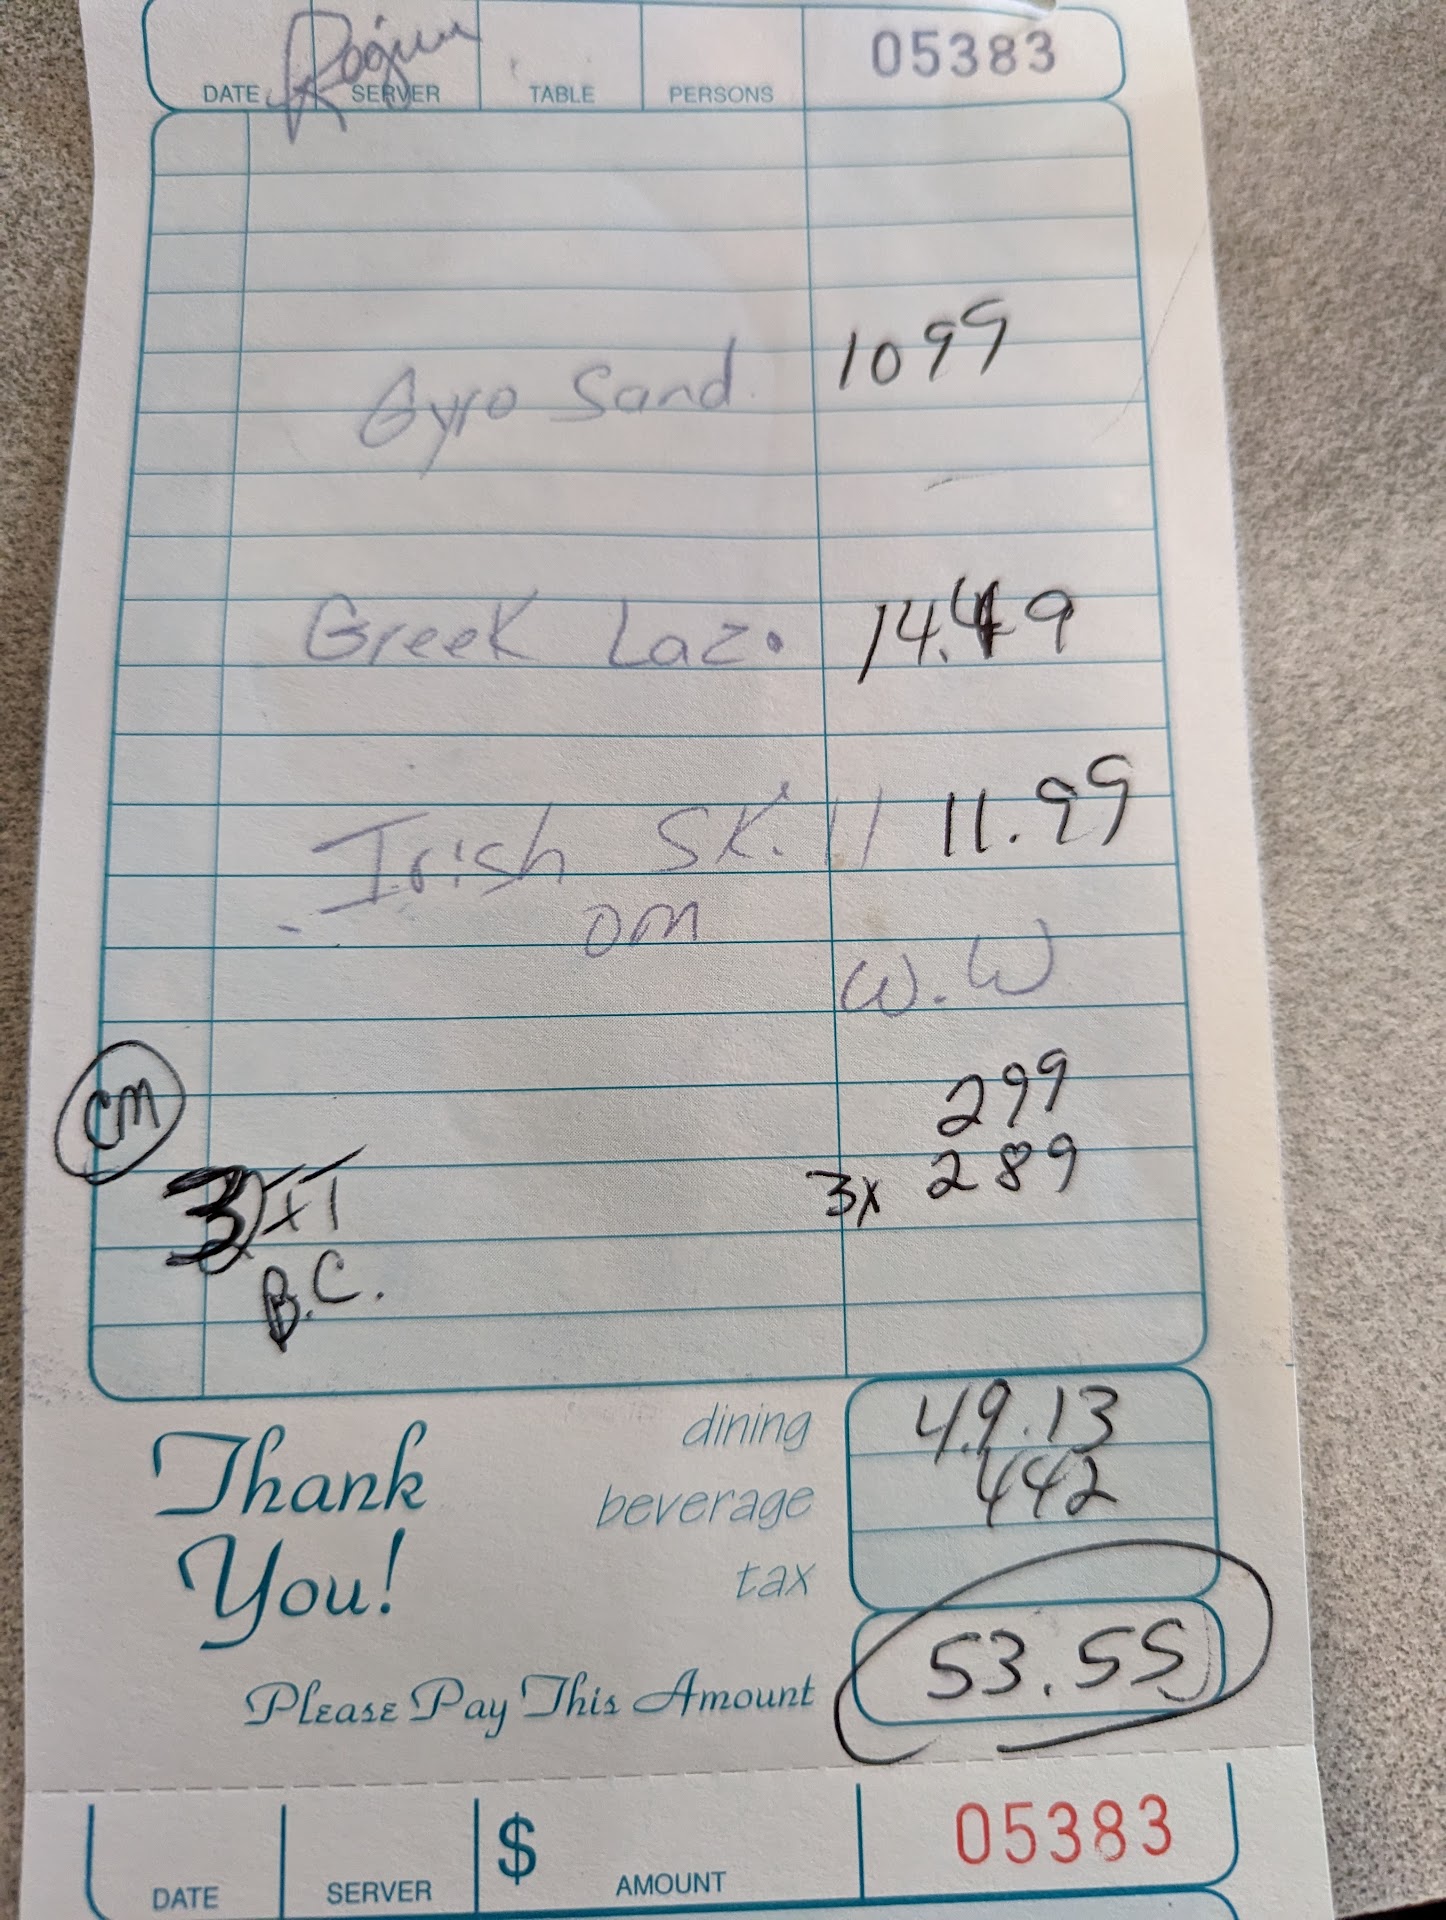 05383
DATE SERVER TABLE PERSONS
Gyro Sand. 1099
Greek Laz. 14.49
Irish SK. 11.99
om
W.W
CM 299
3 IT 3x 289
B.C.
Thank You!
dining 49.13
beverage 442
tax
Please Pay This Amount 53.55
05383
DATE SERVER $ AMOUNT